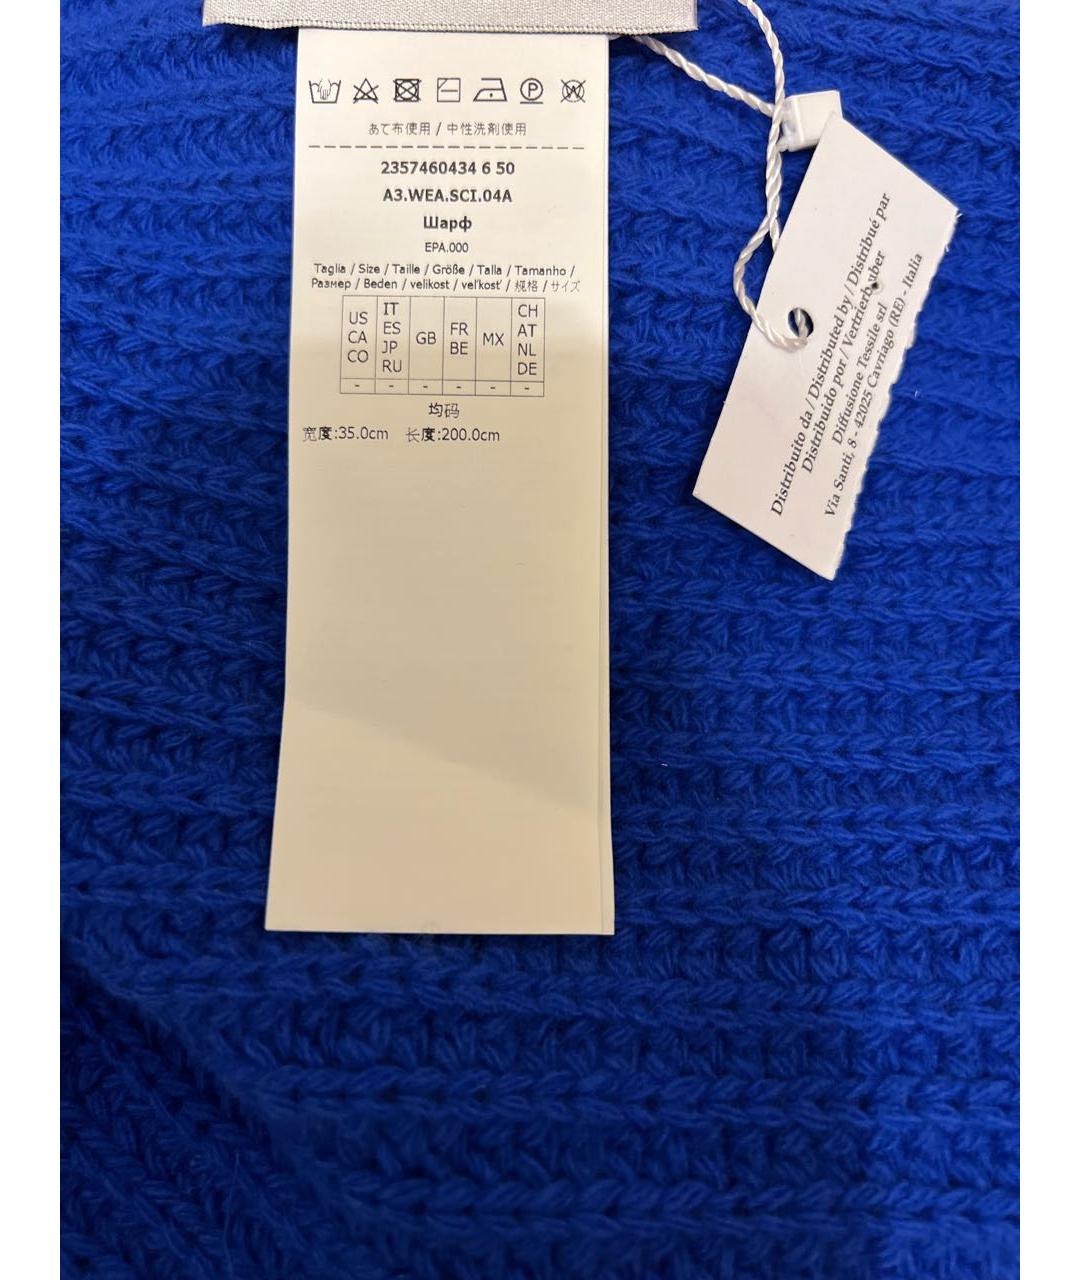 あて布使用 / 中性洗剤使用
2357460434 6 50
A3.WEA.SCI.04A
Шарф
EPA.000
Taglia / Size / Taille / Größe / Talla / Tamanho /
Размер / Beden / velikost / veľkosť / 规格 / サイズ
US CA CO
IT ES JP RU
GB
FR BE
MX
CH AT NL DE
- - - - - -
均码
宽度:35.0cm 长度:200.0cm
Distribuito da / Distributed by / Distribué par
Distribuido por / Vertrieb über
Diffusione Tessile srl
Via Santi, 8 - 42025 Cavriago (RE) - Italia